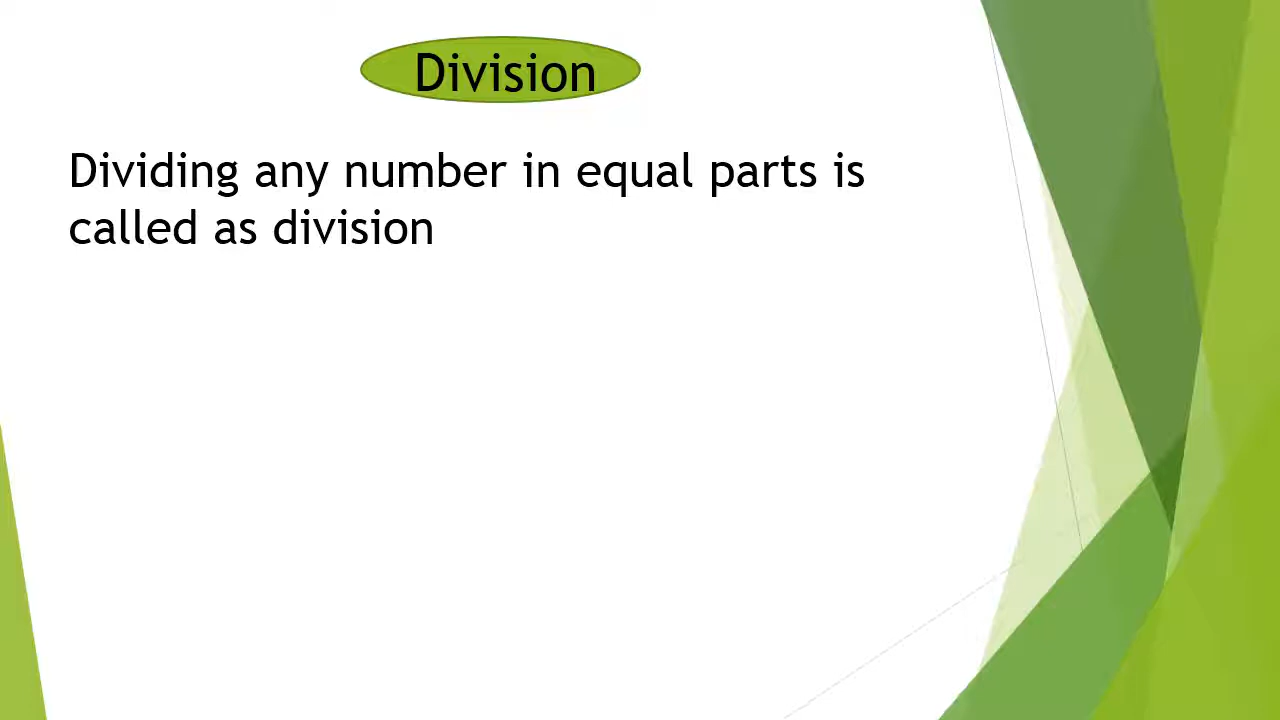 Division
Dividing any number in equal parts is
called as division